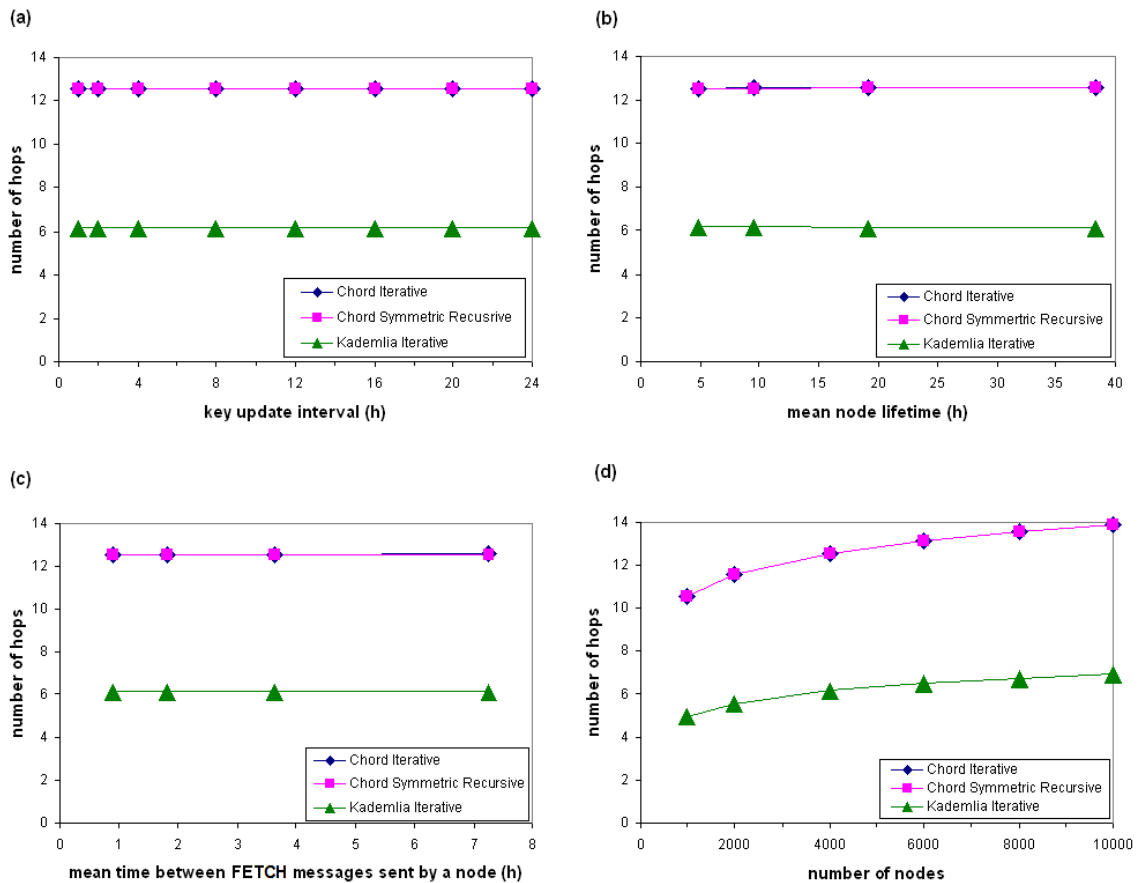 (a)
14
12
10
8
6
4
2
0
number of hops
Chord Iterative
Chord Symmetric Recusrive
Kademlia Iterative
0 4 8 12 16 20 24
key update interval (h)
(b)
14
12
10
8
6
4
2
0
number of hops
Chord Iterative
Chord Symmertric Recursive
Kademlia Iterative
0 5 10 15 20 25 30 35 40
mean node lifetime (h)
(c)
14
12
10
8
6
4
2
0
number of hops
Chord Iterative
Chord Symmetric Recursive
Kademlia Iterative
0 1 2 3 4 5 6 7 8
mean time between FETCH messages sent by a node (h)
(d)
14
12
10
8
6
4
2
0
number of hops
Chord Iterative
Chord Symmetric Recursive
Kademlia Iterative
0 2000 4000 6000 8000 10000
number of nodes